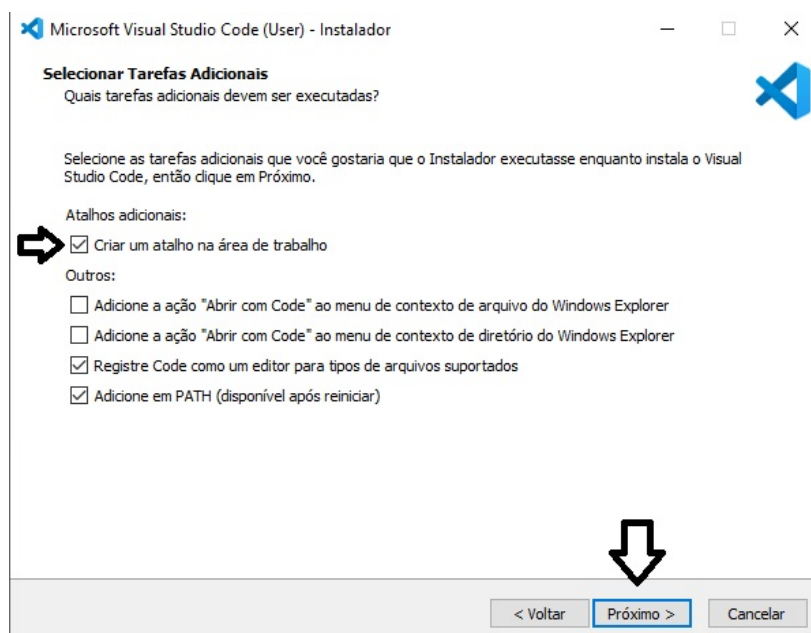 Microsoft Visual Studio Code (User) - Instalador
Selecionar Tarefas Adicionais
Quais tarefas adicionais devem ser executadas?
Selecione as tarefas adicionais que você gostaria que o Instalador executasse enquanto instala o Visual
Studio Code, então clique em Próximo.
Atalhos adicionais:
Criar um atalho na área de trabalho
Outros:
Adicione a ação "Abrir com Code" ao menu de contexto de arquivo do Windows Explorer
Adicione a ação "Abrir com Code" ao menu de contexto de diretório do Windows Explorer
Registre Code como um editor para tipos de arquivos suportados
Adicione em PATH (disponível após reiniciar)
< Voltar Próximo > Cancelar